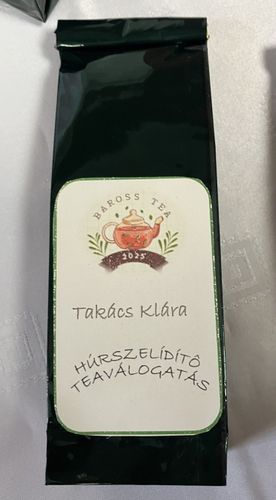 BAROSS TEA
2025
Takács Klára
HÚRSZELÍDÍTŐ
TEAVÁLOGATÁS